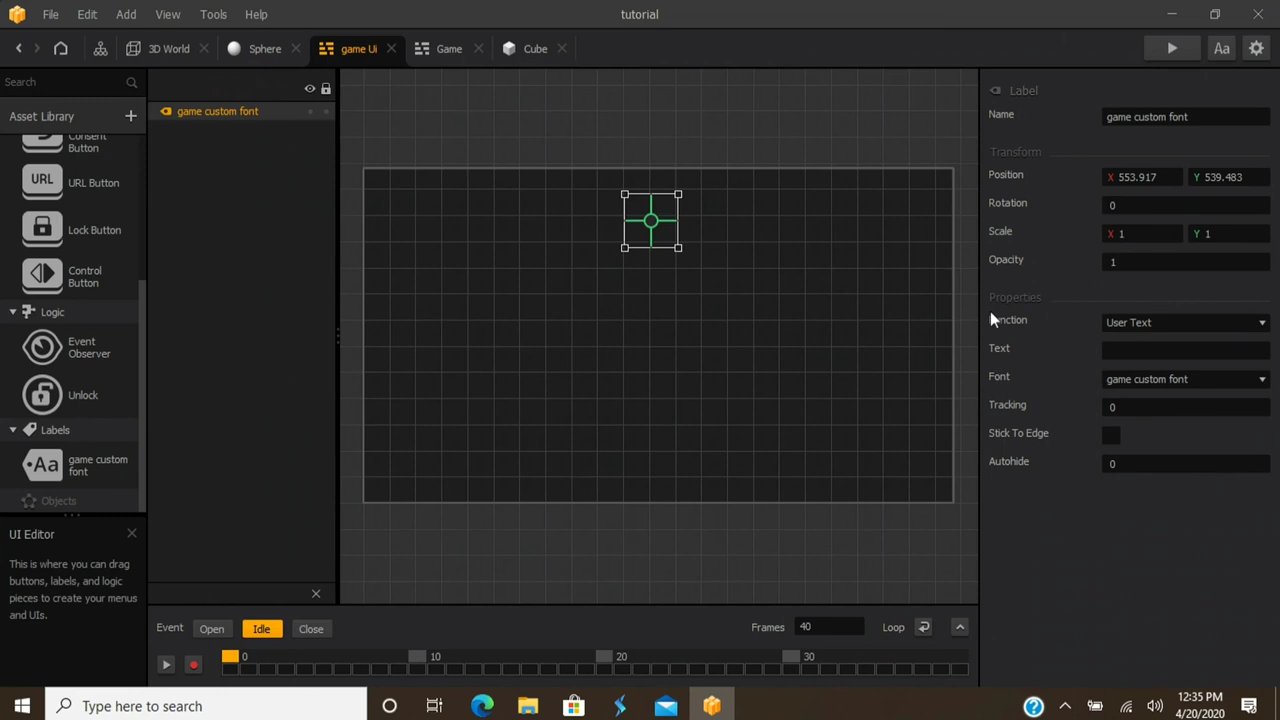 File Edit Add View Tools Help tutorial
3D World Sphere game Ui Game Cube Aa
Search
Asset Library
game custom font
Consent
Button
URL
URL Button
Lock Button
Control
Button
Logic
Event
Observer
Unlock
Labels
Aa
game custom
font
Objects
UI Editor
This is where you can drag
buttons, labels, and logic
pieces to create your menus
and UIs.
Label
Name game custom font
Transform
Position X 553.917 Y 539.483
Rotation 0
Scale X 1 Y 1
Opacity 1
Properties
Function User Text
Text
Font game custom font
Tracking 0
Stick To Edge
Autohide 0
Event Open Idle Close Frames 40 Loop
0 10 20 30
Type here to search
12:35 PM
4/20/2020